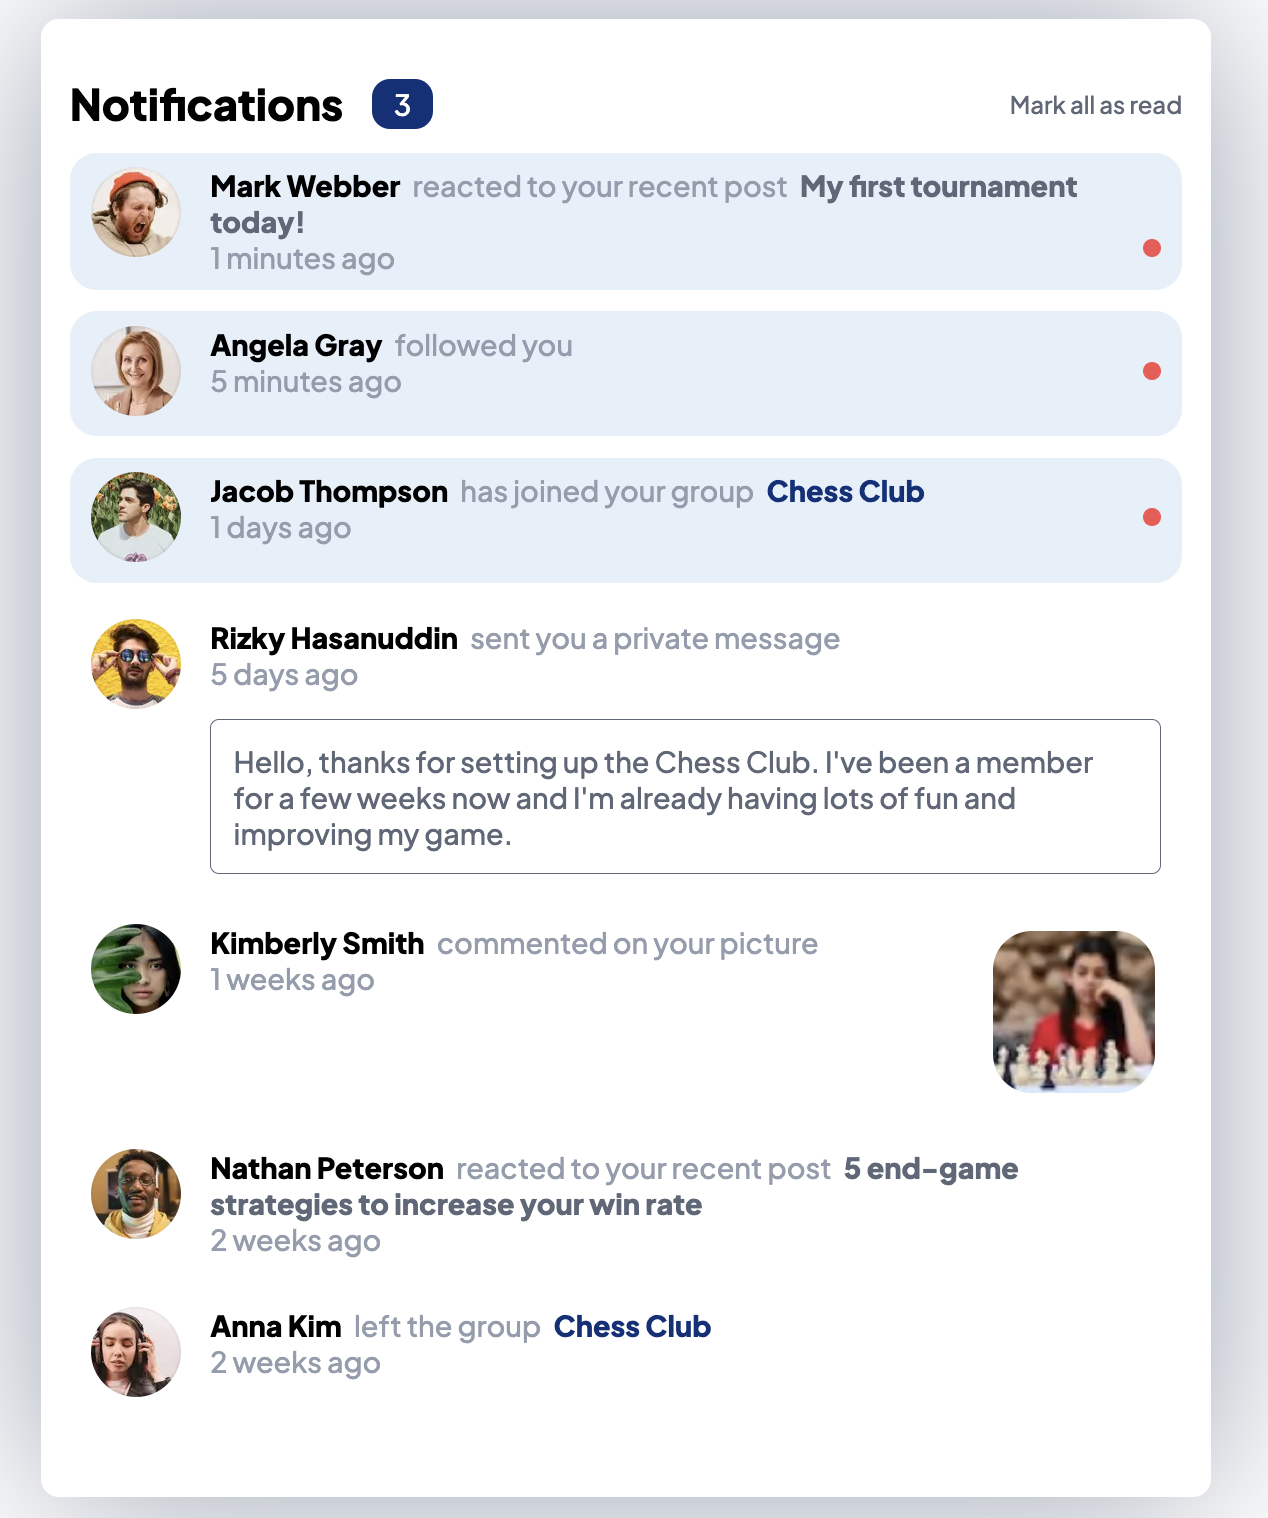 Notifications 3 Mark all as read
Mark Webber reacted to your recent post My first tournament
today!
1 minutes ago
Angela Gray followed you
5 minutes ago
Jacob Thompson has joined your group Chess Club
1 days ago
Rizky Hasanuddin sent you a private message
5 days ago
Hello, thanks for setting up the Chess Club. I've been a member
for a few weeks now and I'm already having lots of fun and
improving my game.
Kimberly Smith commented on your picture
1 weeks ago
Nathan Peterson reacted to your recent post 5 end-game
strategies to increase your win rate
2 weeks ago
Anna Kim left the group Chess Club
2 weeks ago